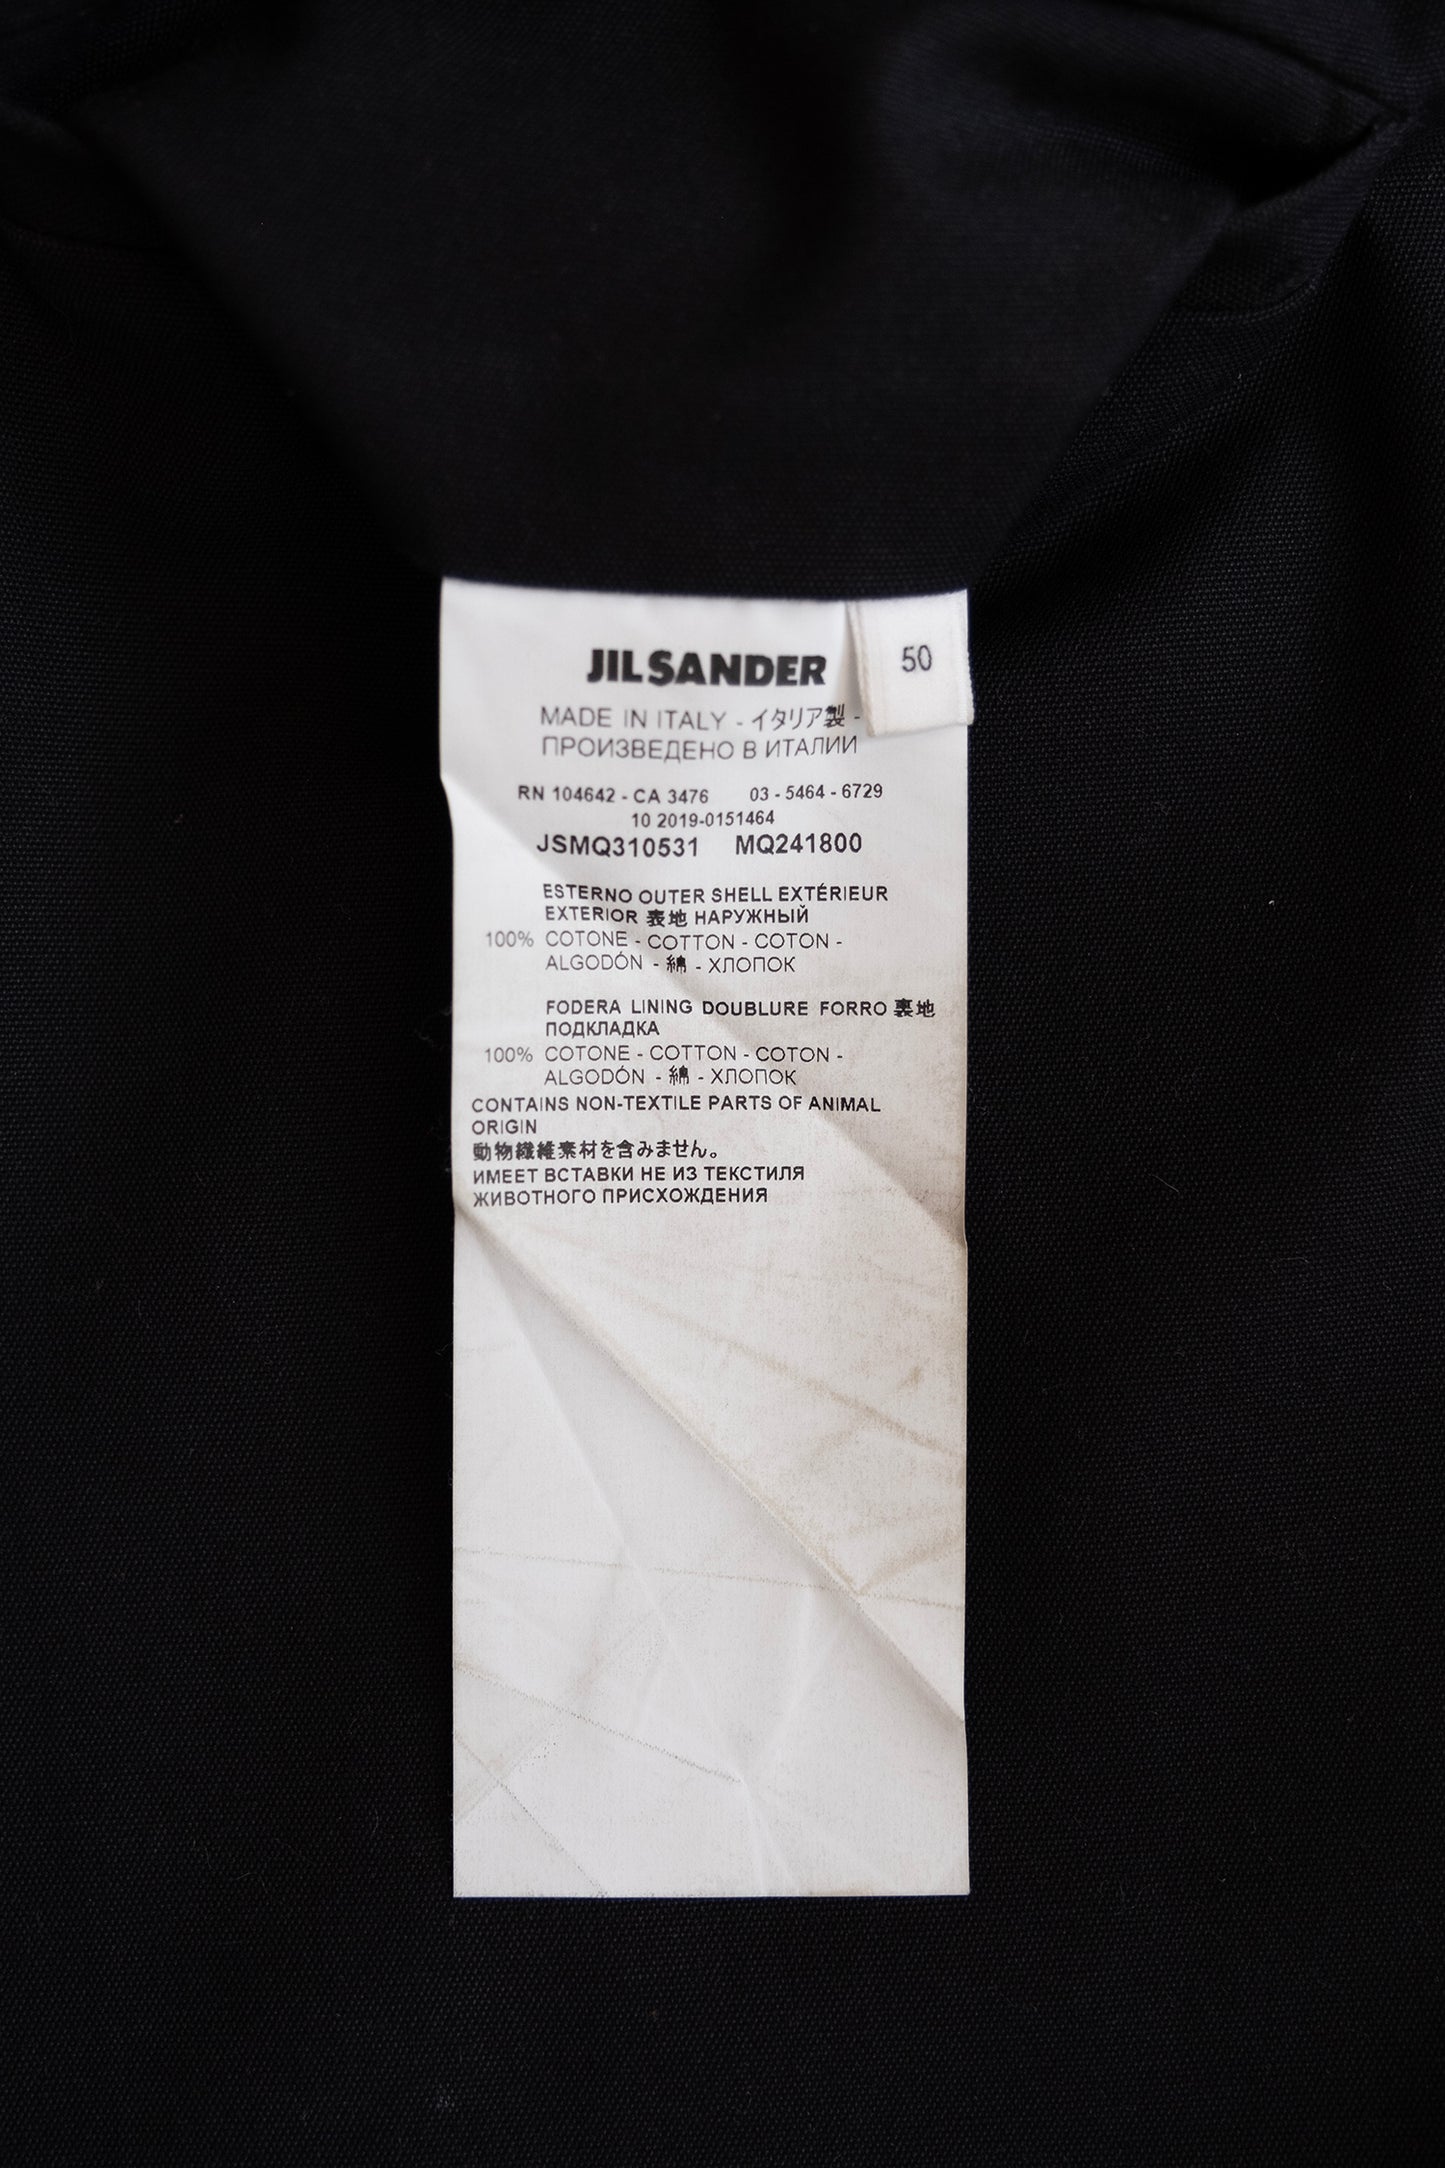 JIL SANDER
50
MADE IN ITALY - イタリア製 -
ПРОИЗВЕДЕНО В ИТАЛИИ
RN 104642 - CA 3476 03 - 5464 - 6729
10 2019-0151464
JSMQ310531 MQ241800
ESTERNO OUTER SHELL EXTÉRIEUR
EXTERIOR 表地 НАРУЖНЫЙ
100% COTONE - COTTON - COTON -
ALGODÓN - 綿 - ХЛОПОК
FODERA LINING DOUBLURE FORRO 裏地
ПОДКЛАДКА
100% COTONE - COTTON - COTON -
ALGODÓN - 綿 - ХЛОПОК
CONTAINS NON-TEXTILE PARTS OF ANIMAL
ORIGIN
動物繊維素材を含みません。
ИМЕЕТ ВСТАВКИ НЕ ИЗ ТЕКСТИЛЯ
ЖИВОТНОГО ПРИСХОЖДЕНИЯ